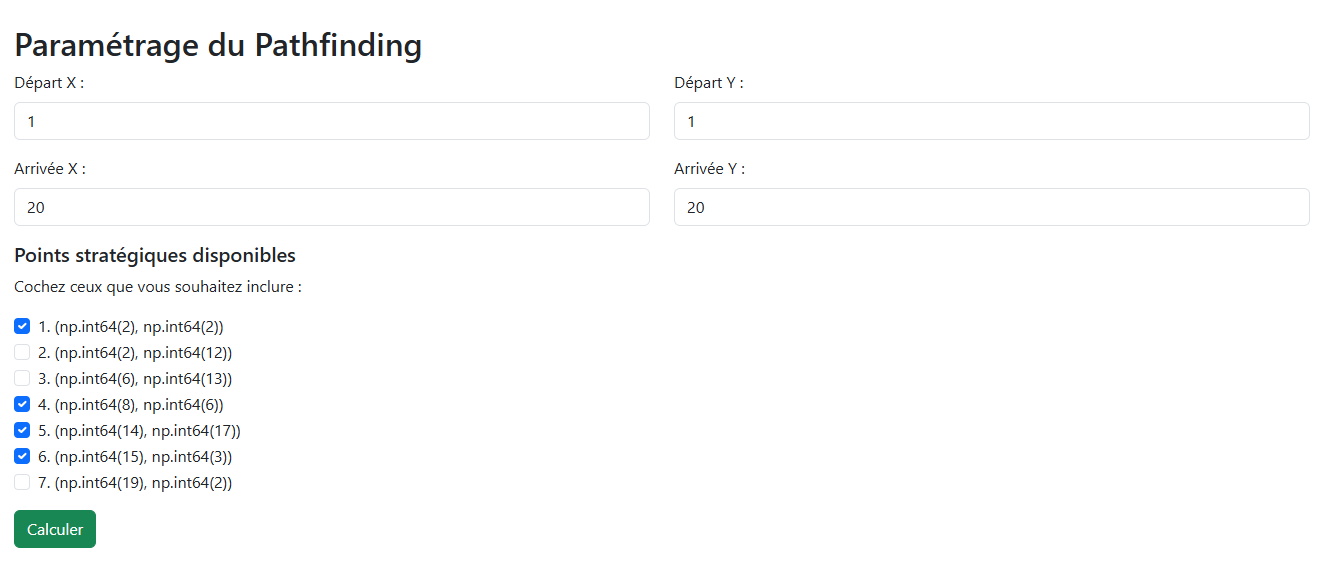 Paramétrage du Pathfinding
Départ X :
Départ Y :
1
1
Arrivée X :
Arrivée Y :
20
20
Points stratégiques disponibles
Cochez ceux que vous souhaitez inclure :
1. (np.int64(2), np.int64(2))
2. (np.int64(2), np.int64(12))
3. (np.int64(6), np.int64(13))
4. (np.int64(8), np.int64(6))
5. (np.int64(14), np.int64(17))
6. (np.int64(15), np.int64(3))
7. (np.int64(19), np.int64(2))
Calculer